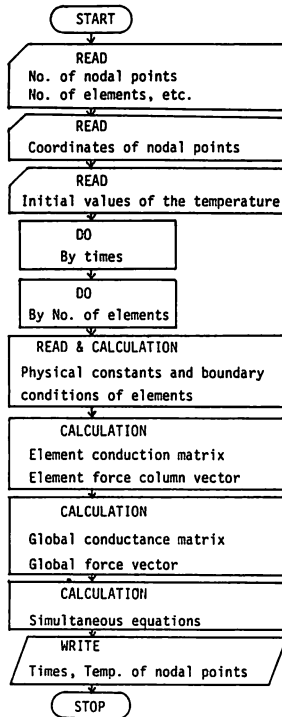 START
READ
No. of nodal points
No. of elements, etc.
READ
Coordinates of nodal points
READ
Initial values of the temperature
DO
By times
DO
By No. of elements
READ & CALCULATION
Physical constants and boundary
conditions of elements
CALCULATION
Element conduction matrix
Element force column vector
CALCULATION
Global conductance matrix
Global force vector
CALCULATION
Simultaneous equations
WRITE
Times, Temp. of nodal points
STOP